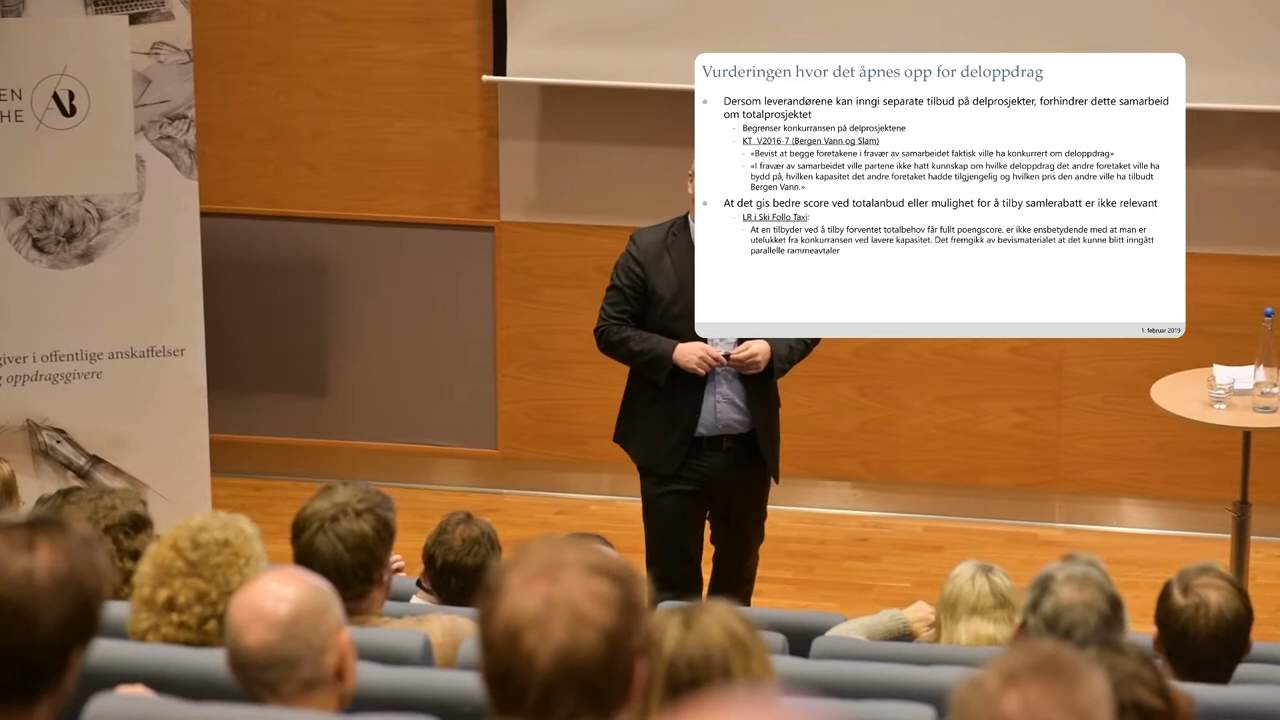 EN
HE
AB
giver i offentlige anskaffelser
g oppdragsgivere
Vurderingen hvor det åpnes opp for deloppdrag
Dersom leverandørene kan inngi separate tilbud på delprosjekter, forhindrer dette samarbeid
om totalprosjektet
- Begrenser konkurransen på delprosjektene
- KT V2016-7 (Bergen Vann og Slam)
- «Bevist at begge foretakene i fravær av samarbeidet faktisk ville ha konkurrert om deloppdrag»
- «I fravær av samarbeidet ville partene ikke hatt kunnskap om hvilke deloppdrag det andre foretaket ville ha
bydd på, hvilken kapasitet det andre foretaket hadde tilgjengelig og hvilken pris den andre ville ha tilbudt
Bergen Vann.»
At det gis bedre score ved totalanbud eller mulighet for å tilby samlerabatt er ikke relevant
- LR i Ski Follo Taxi:
- At en tilbyder ved å tilby forventet totalbehov får fullt poengscore, er ikke ensbetydende med at man er
utelukket fra konkurransen ved lavere kapasitet. Det fremgikk av bevismaterialet at det kunne blitt inngått
parallelle rammeavtaler
1. februar 2019